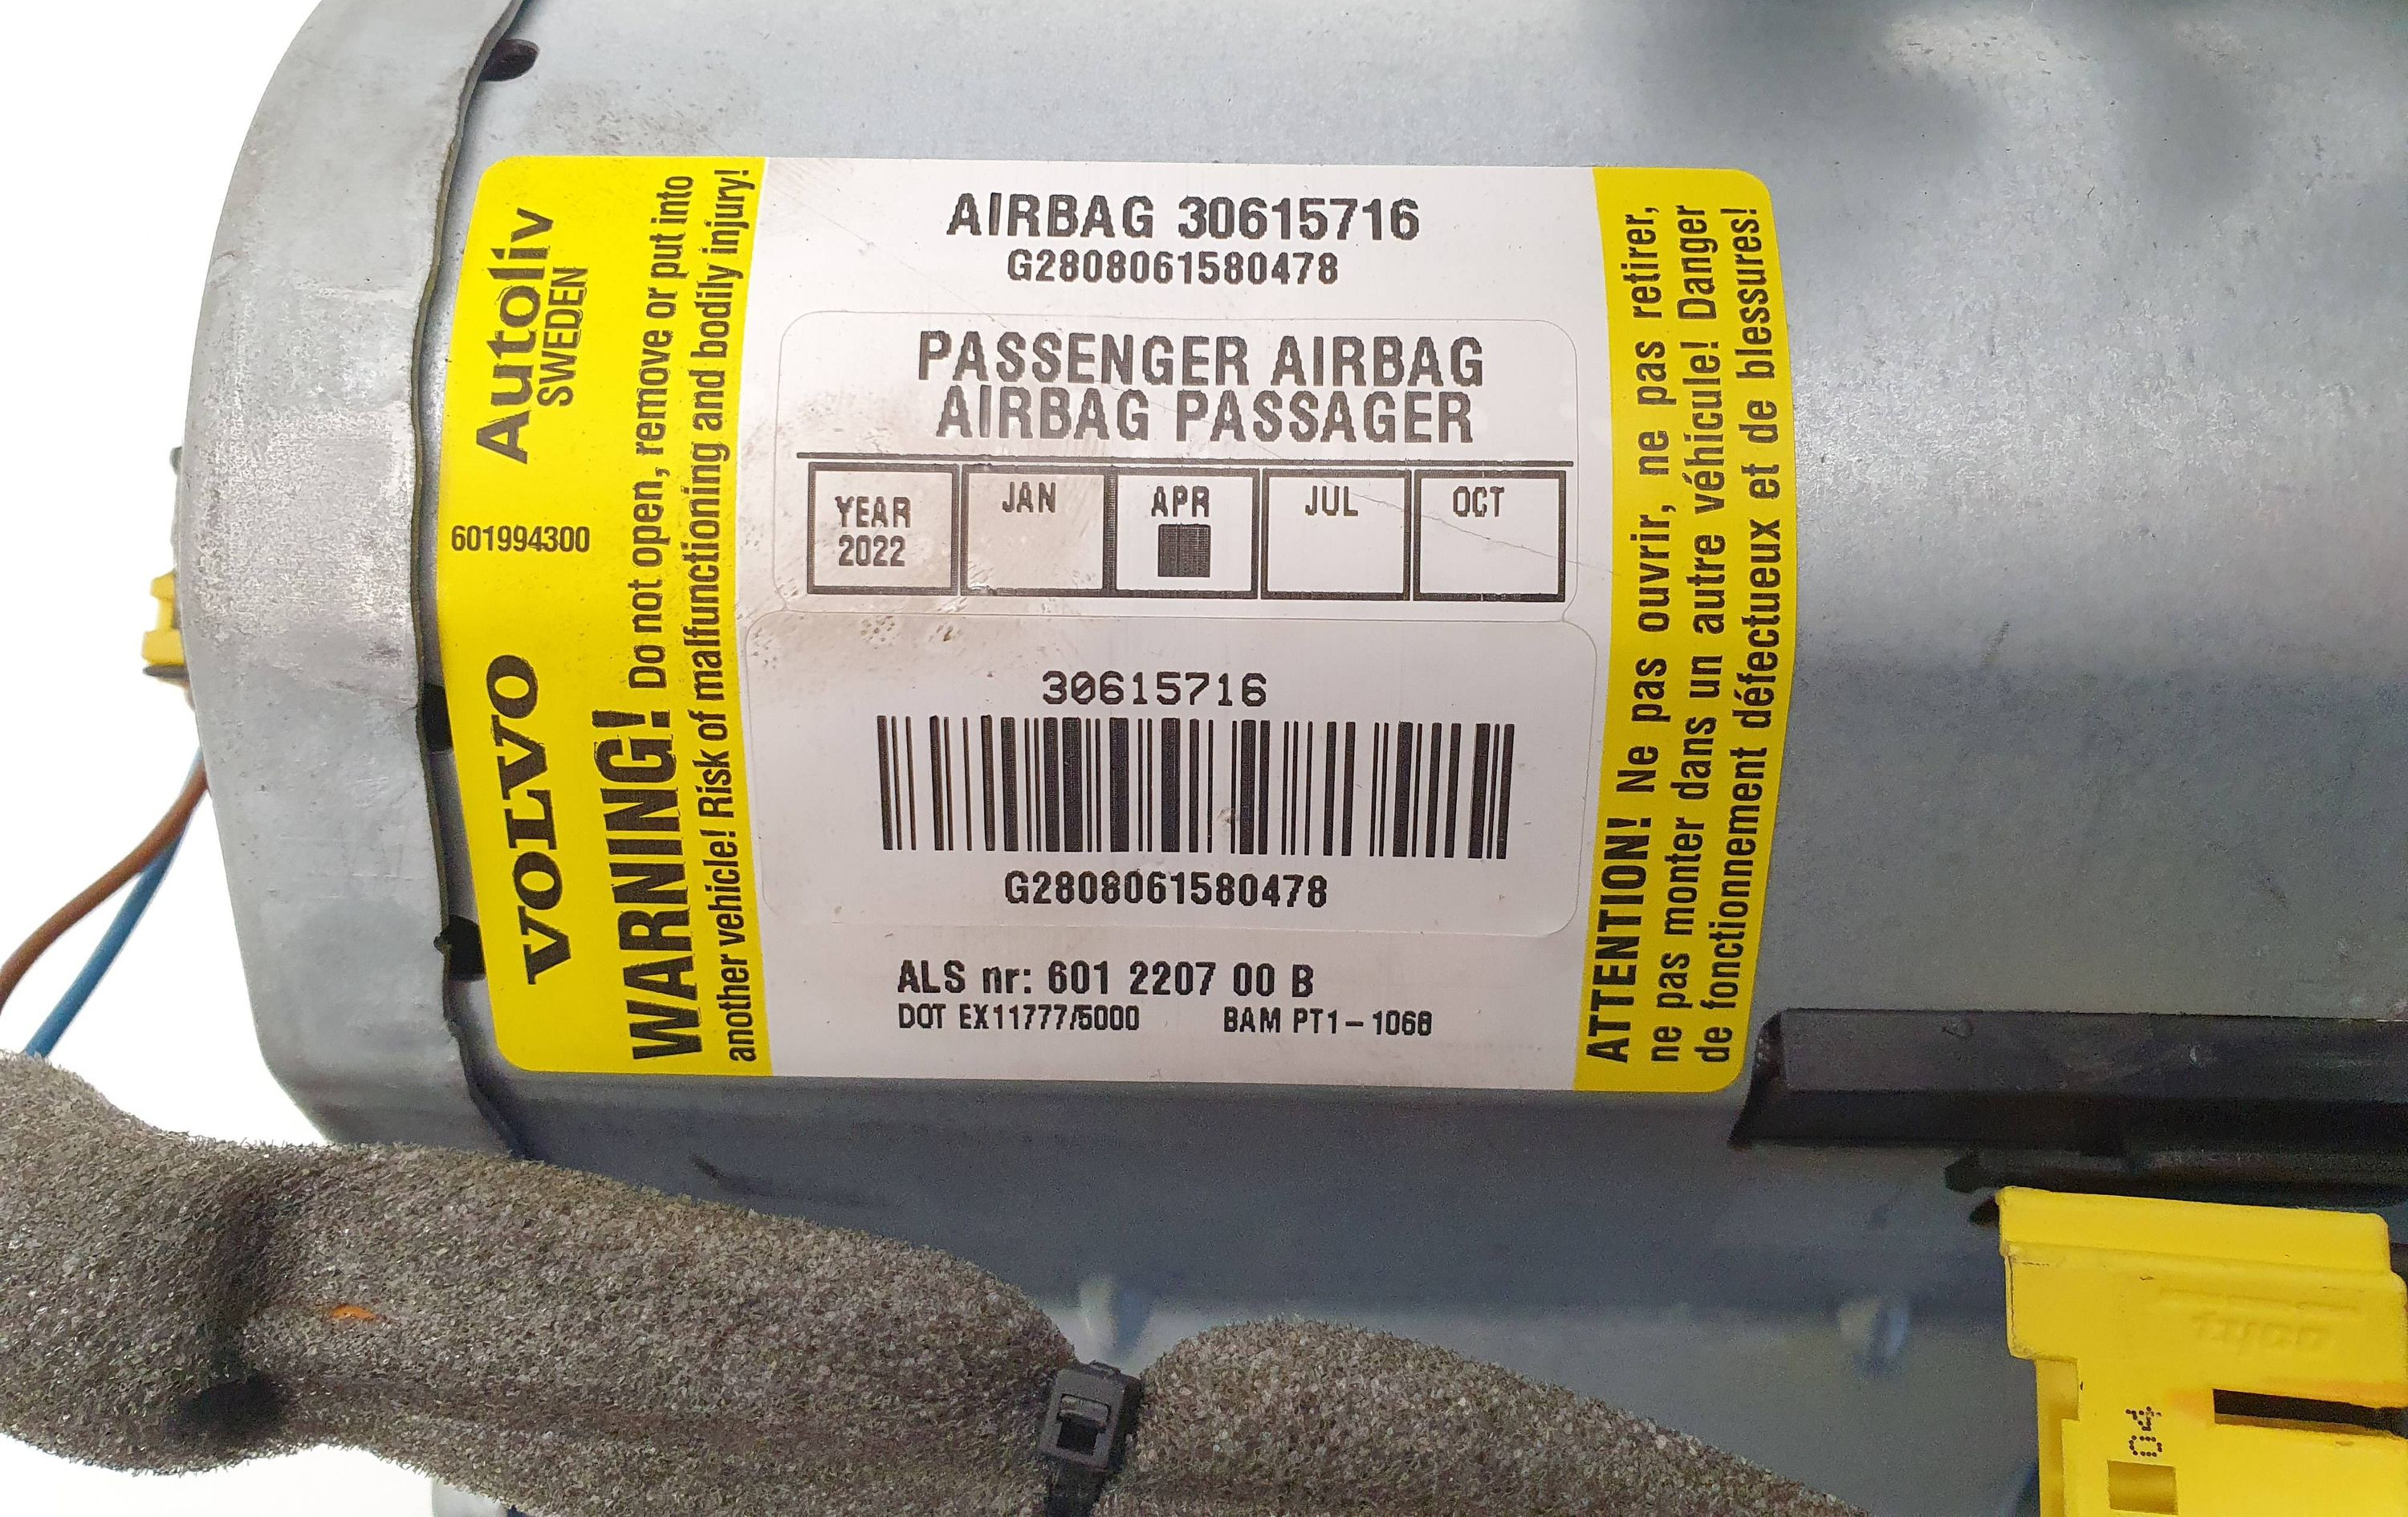 Autoliv
SWEDEN
601994300
VOLVO
WARNING! Do not open, remove or put into
another vehicle! Risk of malfunctioning and bodily injury!
AIRBAG 30615716
G2808061580478
PASSENGER AIRBAG
AIRBAG PASSAGER
YEAR 2022 JAN APR JUL OCT
30615716
G2808061580478
ALS nr: 601 2207 00 B
DOT EX11777/5000 BAM PT1-1068
ATTENTION! Ne pas ouvrir, ne pas retirer,
ne pas monter dans un autre véhicule! Danger
de fonctionnement défectueux et de blessures!
tyco
04